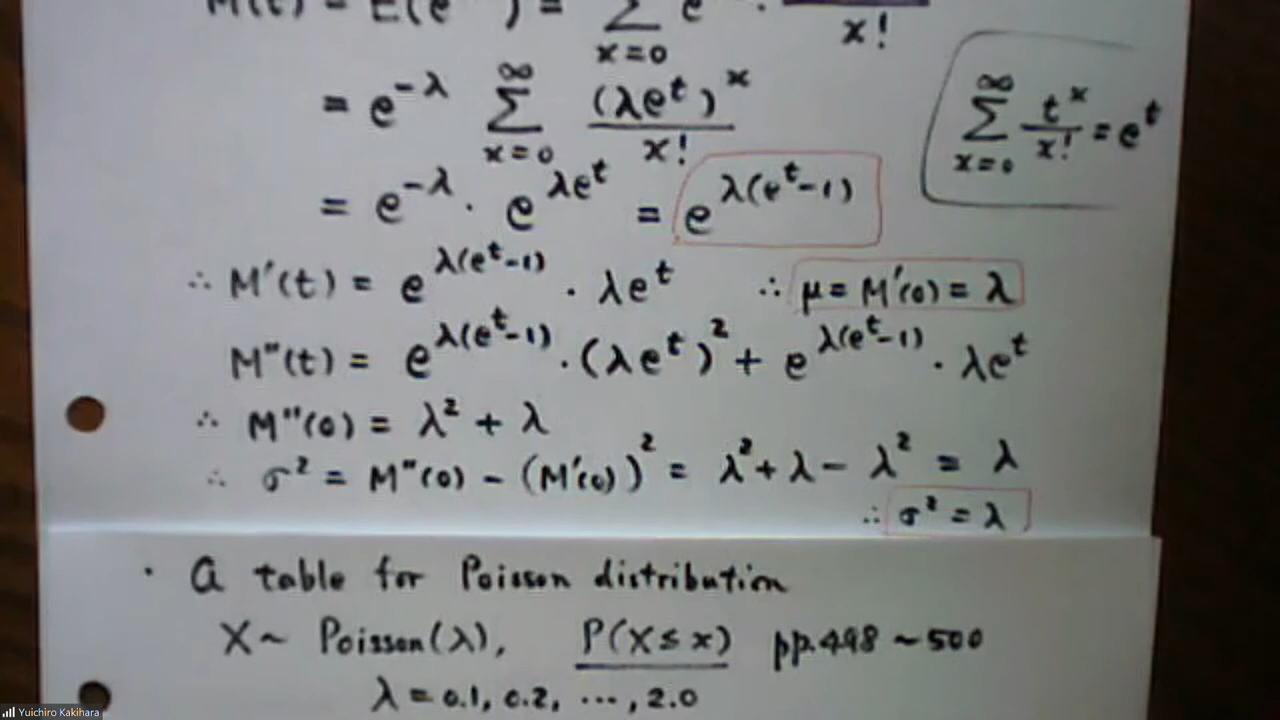 M(t) = E(e ) = ∑ x=0 e · x!
= e^{-λ} ∑_{x=0}^{∞} (λe^t)^x / x!
∑_{x=0}^{∞} t^x / x! = e^t
= e^{-λ} · e^{λe^t} = e^{λ(e^t-1)}
∴ M'(t) = e^{λ(e^t-1)} · λe^t ∴ μ = M'(0) = λ
M''(t) = e^{λ(e^t-1)} · (λe^t)^2 + e^{λ(e^t-1)} · λe^t
∴ M''(0) = λ^2 + λ
∴ σ^2 = M''(0) - (M'(0))^2 = λ^2 + λ - λ^2 = λ
∴ σ^2 = λ
· A table for Poisson distribution
X ~ Poisson(λ), P(X ≤ x) pp.498 ~ 500
λ = 0.1, 0.2, ···, 2.0
Yuichiro Kakihara